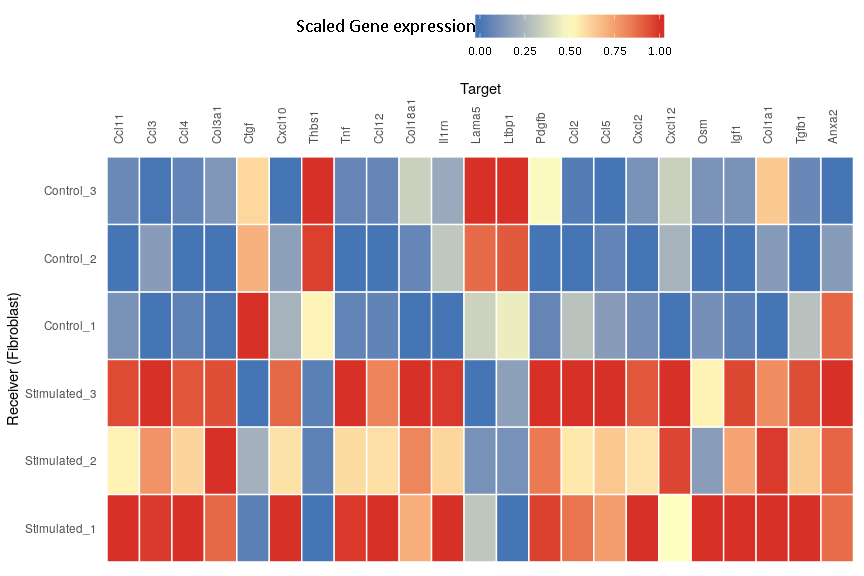 Scaled Gene expression
0.00 0.25 0.50 0.75 1.00
Target
Ccl11 Ccl3 Ccl4 Col3a1 Ctgf Cxcl10 Thbs1 Tnf Ccl12 Col18a1 Il1rn Lama5 Ltbp1 Pdgfb Ccl2 Ccl5 Cxcl2 Cxcl12 Osm Igf1 Col1a1 Tgfb1 Anxa2
Receiver (Fibroblast)
Control_3
Control_2
Control_1
Stimulated_3
Stimulated_2
Stimulated_1